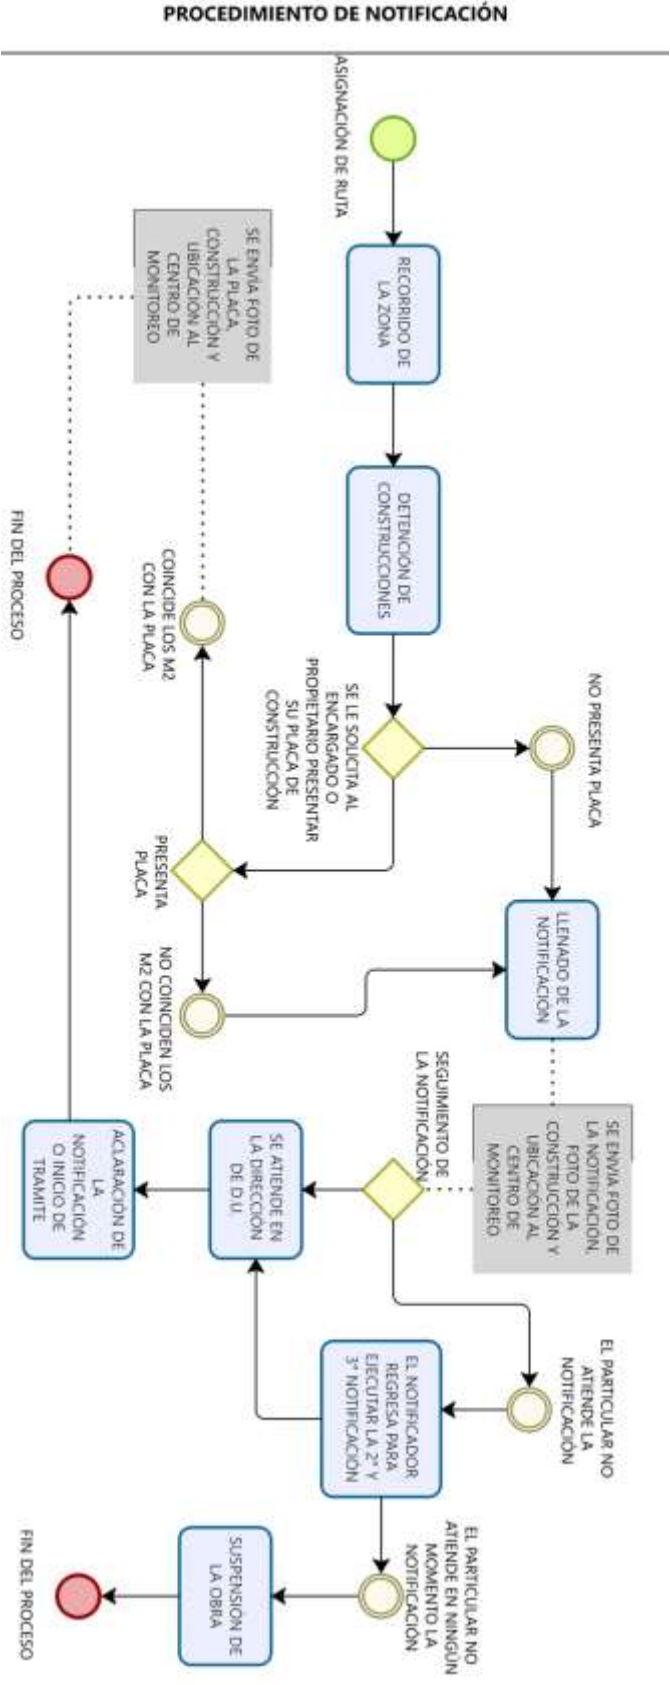 PROCEDIMIENTO DE NOTIFICACIÓN
ASIGNACIÓN DE RUTA
RECORRIDO DE
LA ZONA
DETENCIÓN DE
CONSTRUCCIONES
SE LE SOLICITA AL
ENCARGADO O
PROPIETARIO PRESENTAR
SU PLACA DE
CONSTRUCCIÓN
NO PRESENTA PLACA
PRESENTA
PLACA
COINCIDE LOS M2
CON LA PLACA
SE ENVÍA FOTO DE
LA PLACA,
CONSTRUCCIÓN Y
UBICACIÓN AL
CENTRO DE
MONITOREO
FIN DEL PROCESO
NO COINCIDEN LOS
M2 CON LA PLACA
LLENADO DE LA
NOTIFICACIÓN
SE ENVIA FOTO DE
LA NOTIFICACIÓN,
FOTO DE LA
CONSTRUCCIÓN Y
UBICACIÓN AL
CENTRO DE
MONITOREO
SEGUIMIENTO DE
LA NOTIFICACIÓN
SE ATIENDE EN
LA DIRECCIÓN
DE D.U.
ACLARACIÓN DE
LA
NOTIFICACIÓN
O INICIO DE
TRAMITE
EL PARTICULAR NO
ATIENDE LA
NOTIFICACIÓN
EL NOTIFICADOR
REGRESA PARA
EJECUTAR LA 2° Y
3° NOTIFICACIÓN
EL PARTICULAR NO
ATIENDE EN NINGÚN
MOMENTO LA
NOTIFICACIÓN
SUSPENSIÓN DE
LA OBRA
FIN DEL PROCESO